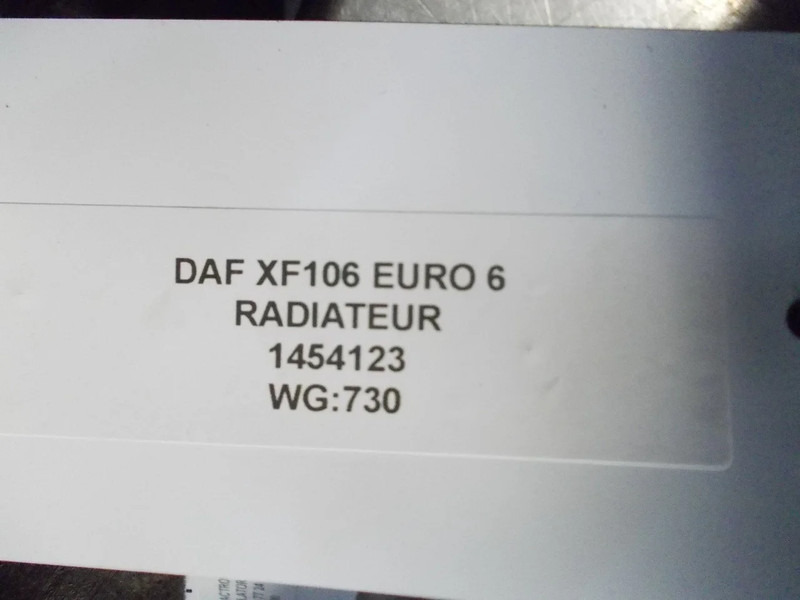 DAF XF106 EURO 6
RADIATEUR
1454123
WG:730